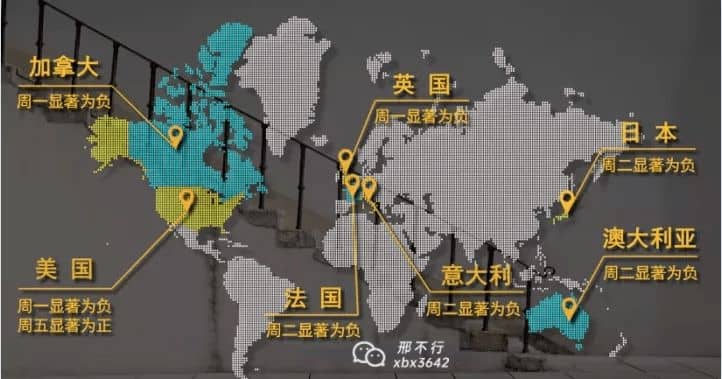 加拿大
周一显著为负
英国
周一显著为负
日本
周二显著为负
澳大利亚
周二显著为负
美国
周一显著为负
周五显著为正
法国
周二显著为负
意大利
周二显著为负
邢不行
xbx3642